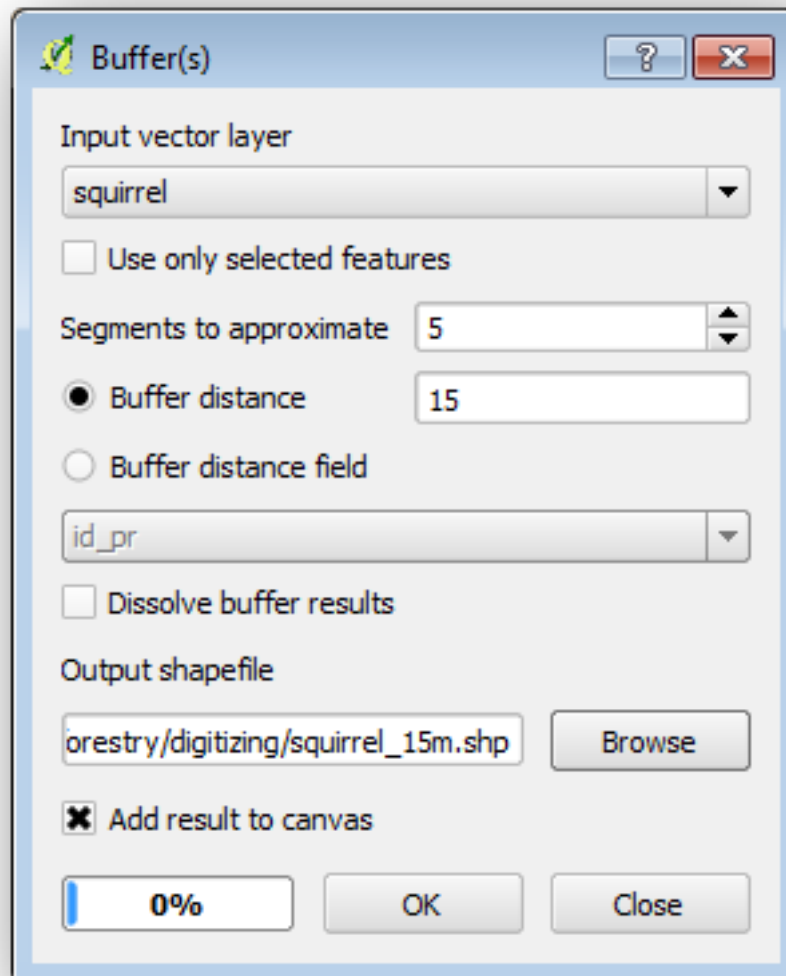 Buffer(s)
Input vector layer
squirrel
Use only selected features
Segments to approximate 5
Buffer distance 15
Buffer distance field
id_pr
Dissolve buffer results
Output shapefile
orestry/digitizing/squirrel_15m.shp Browse
Add result to canvas
0% OK Close